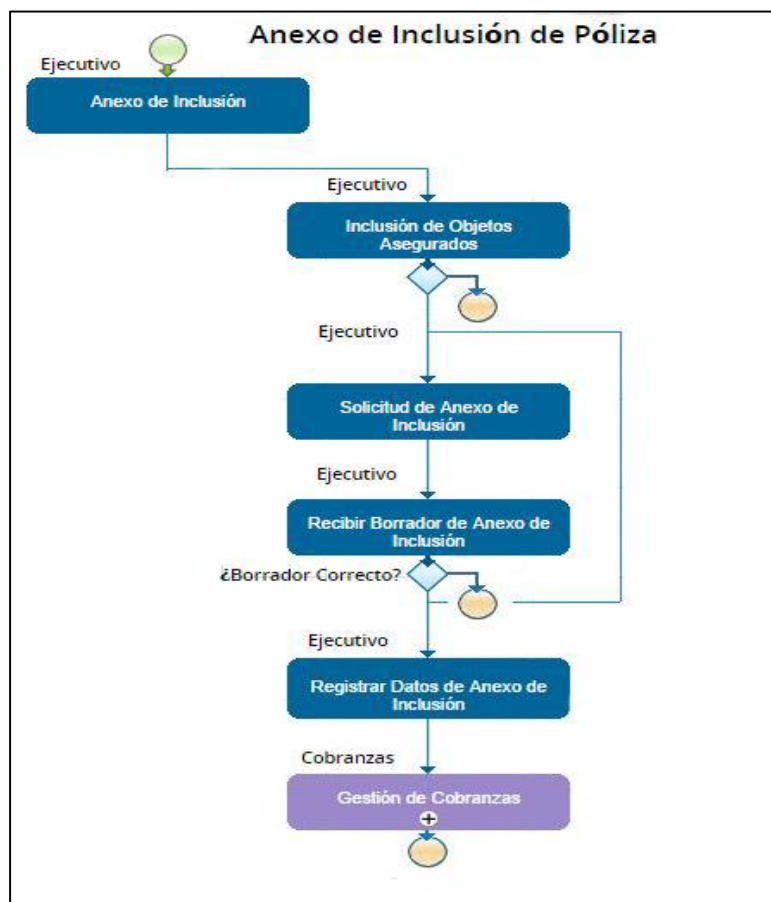 Anexo de Inclusión de Póliza
Ejecutivo
Anexo de Inclusión
Ejecutivo
Inclusión de Objetos
Asegurados
Ejecutivo
Solicitud de Anexo de
Inclusión
Ejecutivo
Recibir Borrador de Anexo de
Inclusión
¿Borrador Correcto?
Ejecutivo
Registrar Datos de Anexo de
Inclusión
Cobranzas
Gestión de Cobranzas